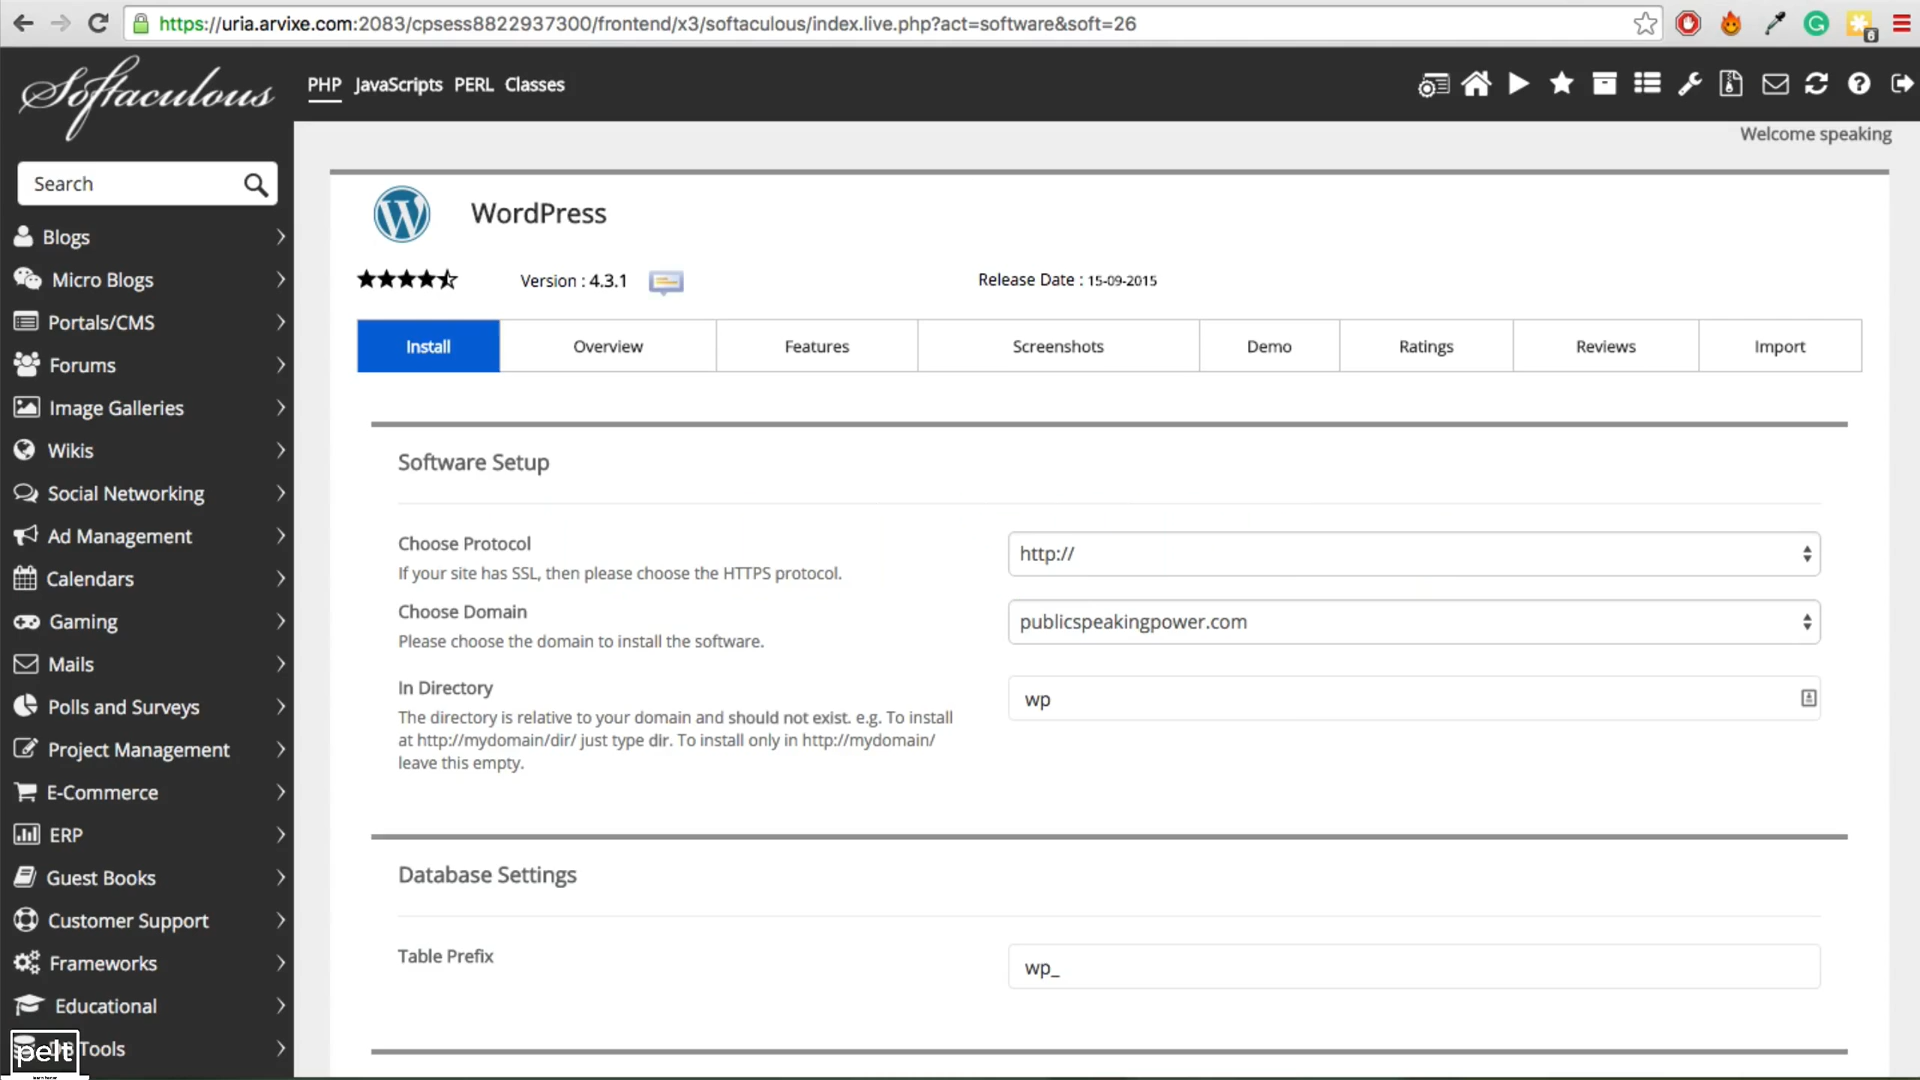 https://uria.arvixe.com:2083/cpsess8822937300/frontend/x3/softaculous/index.live.php?act=software&soft=26
6
Softaculous
PHP JavaScripts PERL Classes
Welcome speaking
Search
Blogs
Micro Blogs
Portals/CMS
Forums
Image Galleries
Wikis
Social Networking
Ad Management
Calendars
Gaming
Mails
Polls and Surveys
Project Management
E-Commerce
ERP
Guest Books
Customer Support
Frameworks
Educational
Tools
pelt
WordPress
Version : 4.3.1
Release Date : 15-09-2015
Install Overview Features Screenshots Demo Ratings Reviews Import
Software Setup
Choose Protocol
If your site has SSL, then please choose the HTTPS protocol.
http://
Choose Domain
Please choose the domain to install the software.
publicspeakingpower.com
In Directory
The directory is relative to your domain and should not exist. e.g. To install
at http://mydomain/dir/ just type dir. To install only in http://mydomain/
leave this empty.
wp
Database Settings
Table Prefix
wp_